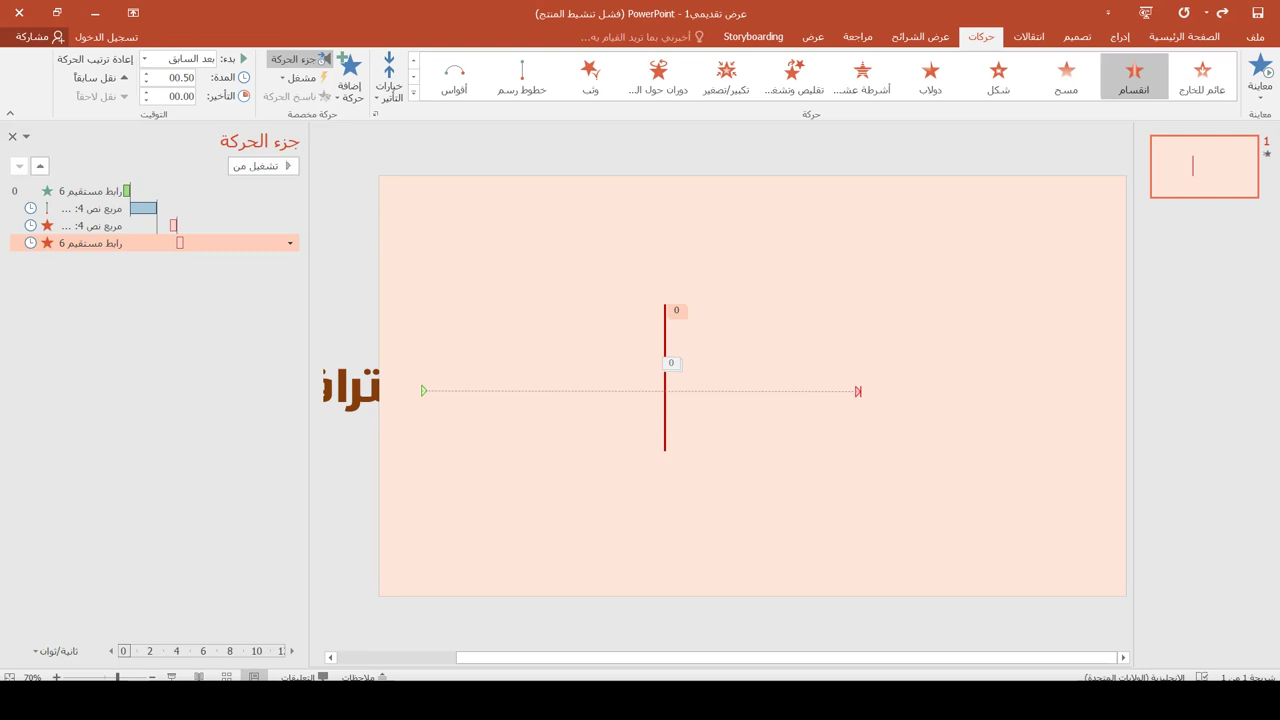 عرض تقديمي1 - PowerPoint (فشل تنشيط المنتج)
ملف الصفحة الرئيسية إدراج تصميم انتقالات حركات عرض الشرائح مراجعة عرض Storyboarding أخبرني بما تريد القيام به... تسجيل الدخول مشاركة
معاينة
عائم للخارج انقسام مسح شكل دولاب أشرطة عشـ... تقليص وتشغـ... تكبير/تصغير دوران حول الـ... وثب خطوط رسم أقواس
خيارات التأثير
إضافة حركة
جزء الحركة
مشغل
ناسخ الحركة
بدء: بعد السابق
المدة: 00.50
التأخير: 00.00
إعادة ترتيب الحركة
نقل سابقاً
نقل لاحقاً
معاينة حركة حركة مخصصة التوقيت
جزء الحركة
تشغيل من
0 رابط مستقيم 6
مربع نص 4: ...
مربع نص 4: ...
رابط مستقيم 6
1
0
0
ثانية/ثوان 0 2 4 6 8 10
شريحة 1 من 1 الإنجليزية (الولايات المتحدة) ملاحظات التعليقات 70%